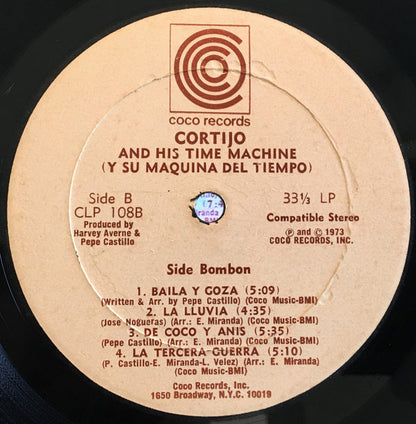 coco records
CORTIJO
AND HIS TIME MACHINE
(Y SU MAQUINA DEL TIEMPO)
Side B
CLP 108B
Produced by
Harvey Averne &
Pepe Castillo
33⅓ LP
Compatible Stereo
℗ and © 1973
COCO RECORDS, INC.
Side Bombon
1. BAILA Y GOZA (5:09)
(Written & Arr. by Pepe Castillo) (Coco Music-BMI)
2. LA LLUVIA (4:35)
(Jose Nogueras) (Arr.: E. Miranda) (Coco Music-BMI)
3. DE COCO Y ANIS (5:35)
(Pepe Castillo) (Arr.: E. Miranda) (Coco Music-BMI)
4. LA TERCERA GUERRA (5:10)
(P. Castillo-E. Miranda-L. Velez) (Arr.: E. Miranda)
Coco Records, Inc.
1650 Broadway, N.Y.C. 10019